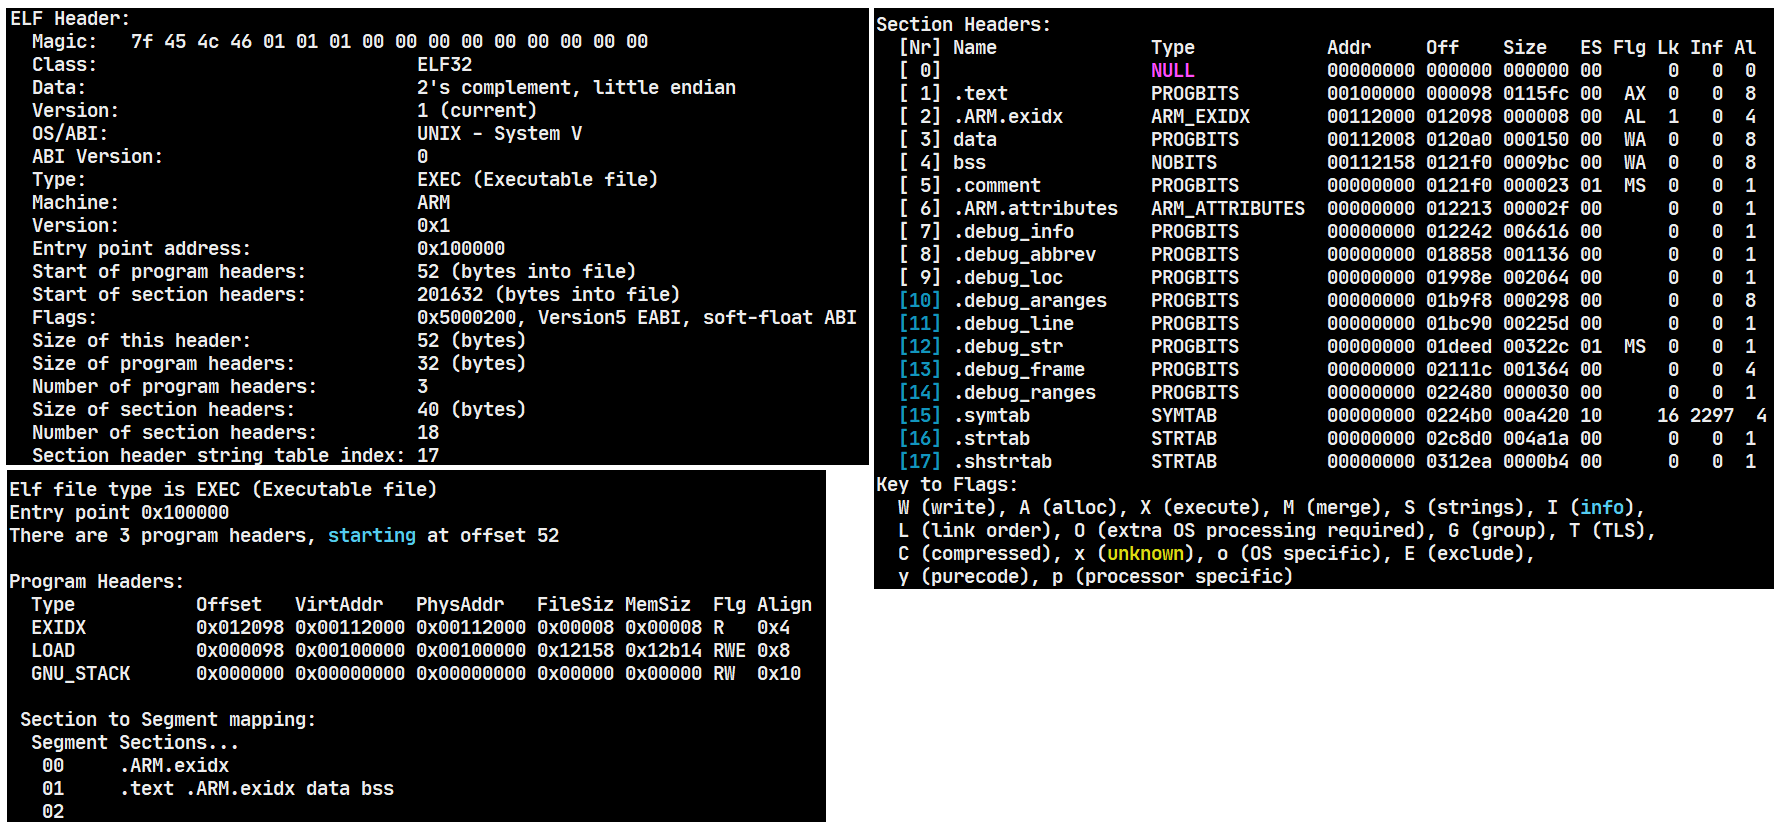 ELF Header:
  Magic:   7f 45 4c 46 01 01 01 00 00 00 00 00 00 00 00 00
  Class:                             ELF32
  Data:                              2's complement, little endian
  Version:                           1 (current)
  OS/ABI:                            UNIX - System V
  ABI Version:                       0
  Type:                              EXEC (Executable file)
  Machine:                           ARM
  Version:                           0x1
  Entry point address:               0x100000
  Start of program headers:          52 (bytes into file)
  Start of section headers:          201632 (bytes into file)
  Flags:                             0x5000200, Version5 EABI, soft-float ABI
  Size of this header:               52 (bytes)
  Size of program headers:           32 (bytes)
  Number of program headers:         3
  Size of section headers:           40 (bytes)
  Number of section headers:         18
  Section header string table index: 17
Elf file type is EXEC (Executable file)
Entry point 0x100000
There are 3 program headers, starting at offset 52
Program Headers:
  Type           Offset   VirtAddr   PhysAddr   FileSiz MemSiz  Flg Align
  EXIDX          0x012098 0x00112000 0x00112000 0x00008 0x00008 R   0x4
  LOAD           0x000098 0x00100000 0x00100000 0x12158 0x12b14 RWE 0x8
  GNU_STACK      0x000000 0x00000000 0x00000000 0x00000 0x00000 RW  0x10
 Section to Segment mapping:
  Segment Sections...
   00     .ARM.exidx
   01     .text .ARM.exidx data bss
   02
Section Headers:
  [Nr] Name              Type            Addr     Off    Size   ES Flg Lk Inf Al
  [ 0]                   NULL            00000000 000000 000000 00      0   0  0
  [ 1] .text             PROGBITS        00100000 000098 0115fc 00  AX  0   0  8
  [ 2] .ARM.exidx        ARM_EXIDX       00112000 012098 000008 00  AL  1   0  4
  [ 3] data              PROGBITS        00112008 0120a0 000150 00  WA  0   0  8
  [ 4] bss               NOBITS          00112158 0121f0 0009bc 00  WA  0   0  8
  [ 5] .comment          PROGBITS        00000000 0121f0 000023 01  MS  0   0  1
  [ 6] .ARM.attributes   ARM_ATTRIBUTES  00000000 012213 00002f 00      0   0  1
  [ 7] .debug_info       PROGBITS        00000000 012242 006616 00      0   0  1
  [ 8] .debug_abbrev     PROGBITS        00000000 018858 001136 00      0   0  1
  [ 9] .debug_loc        PROGBITS        00000000 01998e 002064 00      0   0  1
  [10] .debug_aranges    PROGBITS        00000000 01b9f8 000298 00      0   0  8
  [11] .debug_line       PROGBITS        00000000 01bc90 00225d 00      0   0  1
  [12] .debug_str        PROGBITS        00000000 01deed 00322c 01  MS  0   0  1
  [13] .debug_frame      PROGBITS        00000000 02111c 001364 00      0   0  4
  [14] .debug_ranges     PROGBITS        00000000 022480 000030 00      0   0  1
  [15] .symtab           SYMTAB          00000000 0224b0 00a420 10     16 2297  4
  [16] .strtab           STRTAB          00000000 02c8d0 004a1a 00      0   0  1
  [17] .shstrtab         STRTAB          00000000 0312ea 0000b4 00      0   0  1
Key to Flags:
  W (write), A (alloc), X (execute), M (merge), S (strings), I (info),
  L (link order), O (extra OS processing required), G (group), T (TLS),
  C (compressed), x (unknown), o (OS specific), E (exclude),
  y (purecode), p (processor specific)